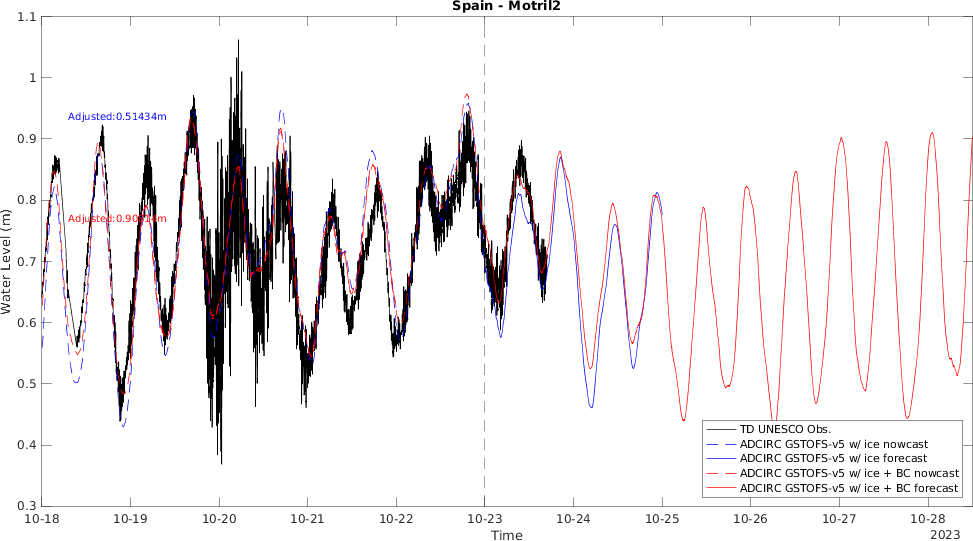 Spain - Motril2
1.1
1
0.9
0.8
0.7
0.6
0.5
0.4
0.3
Water Level (m)
Adjusted:0.51434m
TD UNESCO Obs.
ADCIRC GSTOFS-v5 w/ ice nowcast
ADCIRC GSTOFS-v5 w/ ice forecast
ADCIRC GSTOFS-v5 w/ ice + BC nowcast
ADCIRC GSTOFS-v5 w/ ice + BC forecast
10-18
10-19
10-20
10-21
10-22
10-23
10-24
10-25
10-26
10-27
10-28
Time
2023